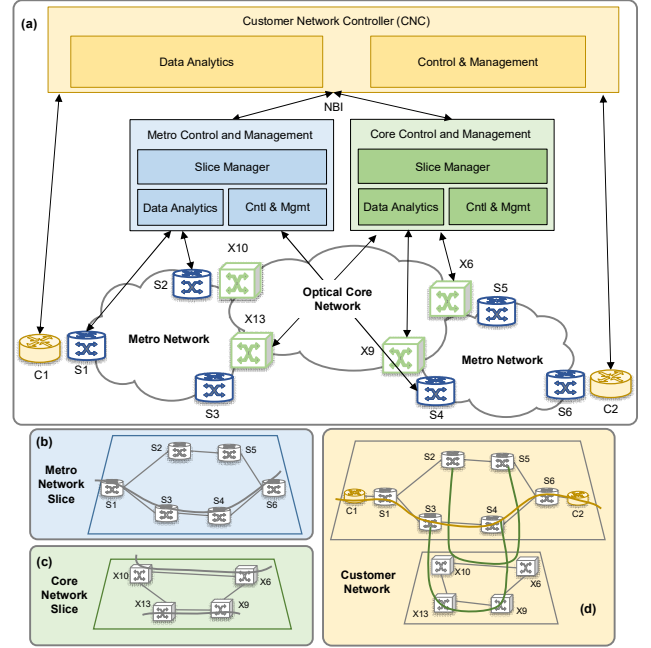 (a)
Customer Network Controller (CNC)
Data Analytics
Control & Management
NBI
Metro Control and Management
Slice Manager
Data Analytics
Cntl & Mgmt
Core Control and Management
Slice Manager
Data Analytics
Cntl & Mgmt
X10
X6
S2
S5
Optical Core
Network
X13
Metro Network
X9
Metro Network
C1
S1
S3
S4
S6
C2
(b)
Metro
Network
Slice
S2
S5
S1
S3
S4
S6
(c)
Core
Network
Slice
X10
X6
X13
X9
S2
S5
S6
C1
S1
S3
S4
C2
Customer
Network
X10
X6
X13
X9
(d)